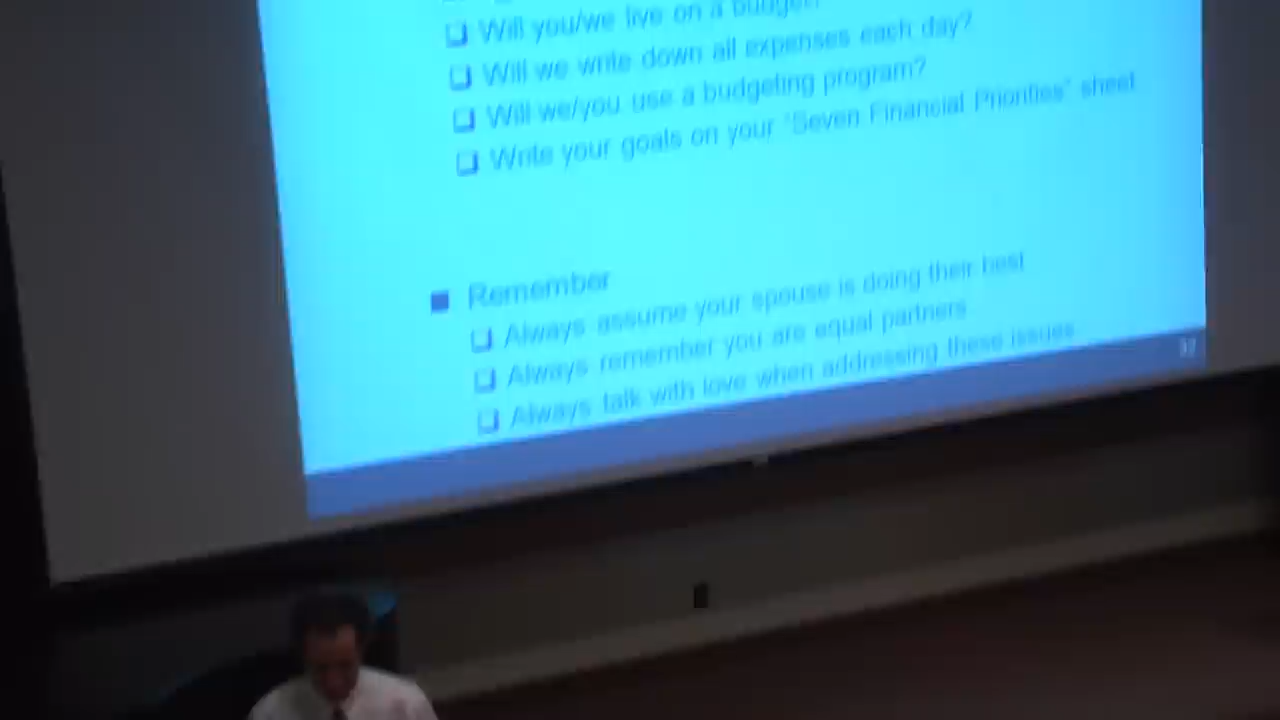 ❑ Will you/we live on a budget?
❑ Will we write down all expenses each day?
❑ Will we/you use a budgeting program?
❑ Write your goals on your "Seven Financial Priorities" sheet
■ Remember
❑ Always assume your spouse is doing their best
❑ Always remember you are equal partners
❑ Always talk with love when addressing these issues